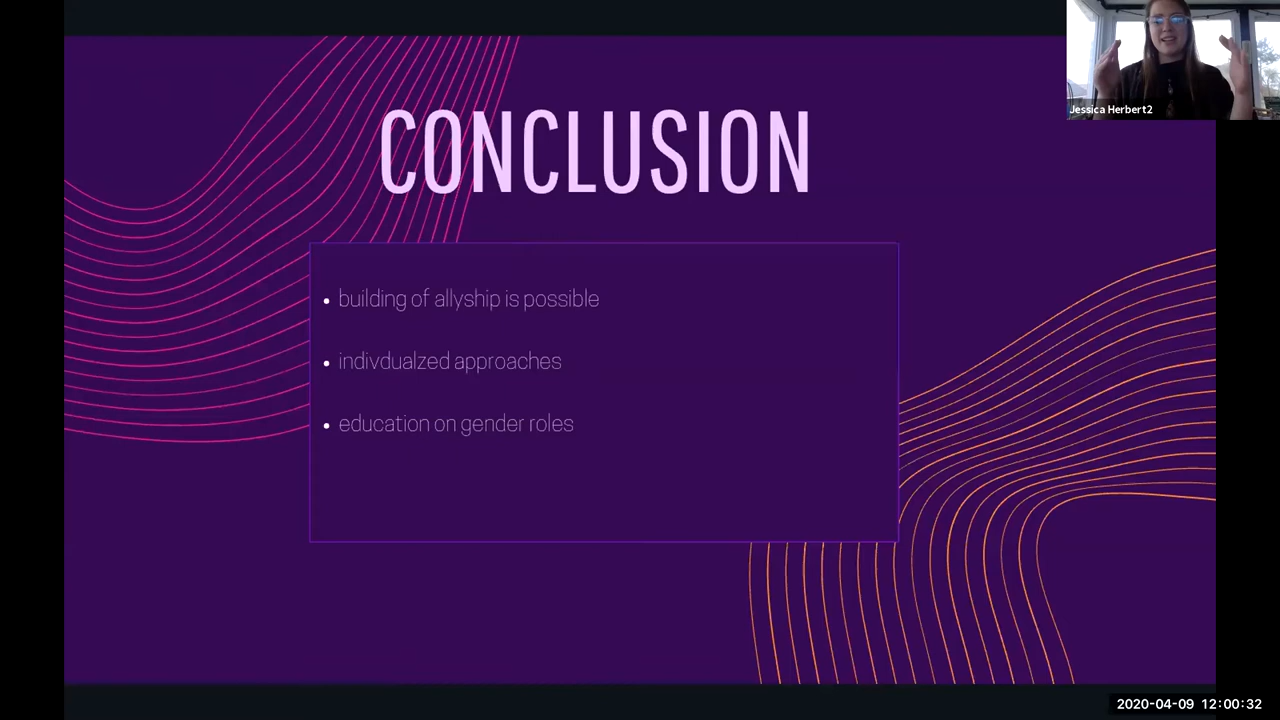 Jessica Herbert2
CONCLUSION
• building of allyship is possible
• indivdualzed approaches
• education on gender roles
2020-04-09 12:00:32